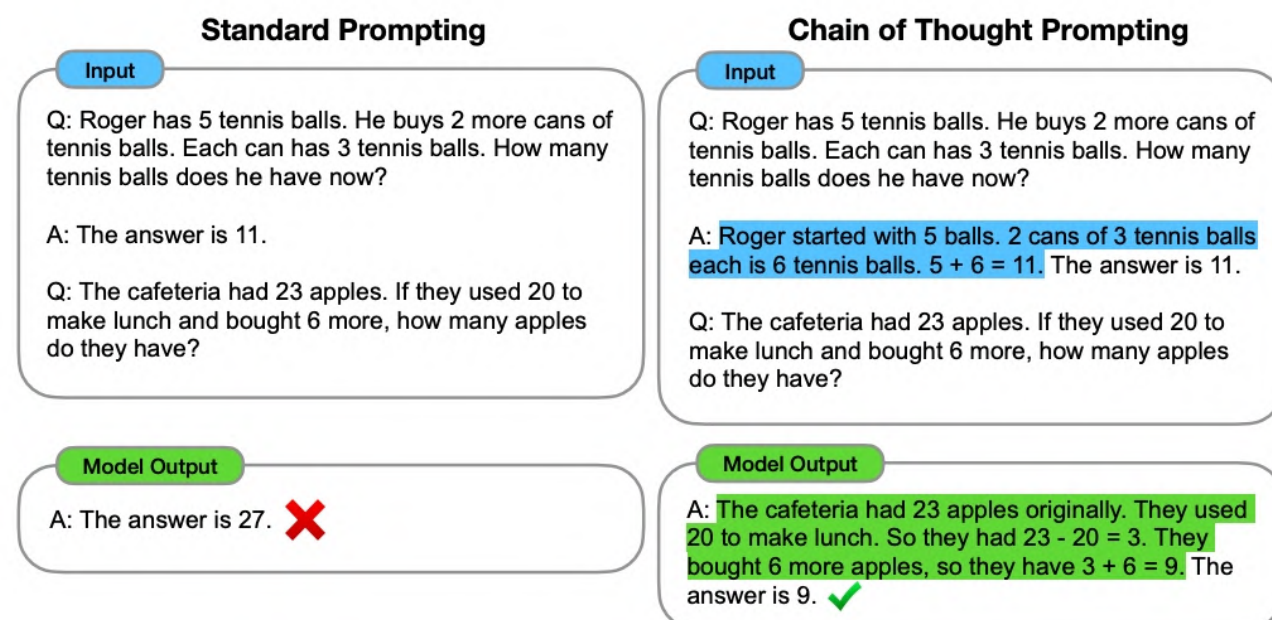 Standard Prompting
Input
Q: Roger has 5 tennis balls. He buys 2 more cans of
tennis balls. Each can has 3 tennis balls. How many
tennis balls does he have now?
A: The answer is 11.
Q: The cafeteria had 23 apples. If they used 20 to
make lunch and bought 6 more, how many apples
do they have?
Model Output
A: The answer is 27.
Chain of Thought Prompting
Input
Q: Roger has 5 tennis balls. He buys 2 more cans of
tennis balls. Each can has 3 tennis balls. How many
tennis balls does he have now?
A: Roger started with 5 balls. 2 cans of 3 tennis balls
each is 6 tennis balls. 5 + 6 = 11. The answer is 11.
Q: The cafeteria had 23 apples. If they used 20 to
make lunch and bought 6 more, how many apples
do they have?
Model Output
A: The cafeteria had 23 apples originally. They used
20 to make lunch. So they had 23 - 20 = 3. They
bought 6 more apples, so they have 3 + 6 = 9. The
answer is 9.